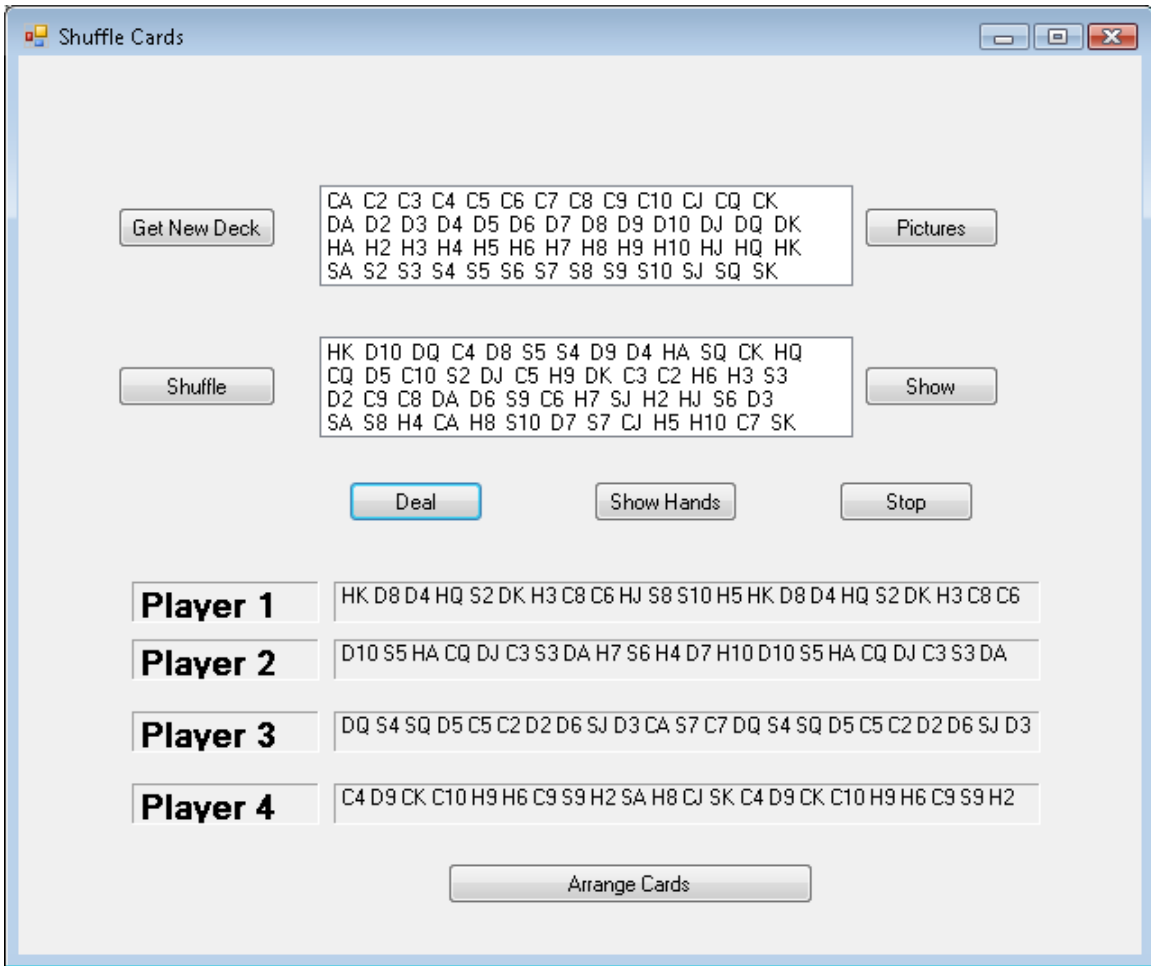 Shuffle Cards
Get New Deck
CA C2 C3 C4 C5 C6 C7 C8 C9 C10 CJ CQ CK
DA D2 D3 D4 D5 D6 D7 D8 D9 D10 DJ DQ DK
HA H2 H3 H4 H5 H6 H7 H8 H9 H10 HJ HQ HK
SA S2 S3 S4 S5 S6 S7 S8 S9 S10 SJ SQ SK
Pictures
Shuffle
HK D10 DQ C4 D8 S5 S4 D9 D4 HA SQ CK HQ
CQ D5 C10 S2 DJ C5 H9 DK C3 C2 H6 H3 S3
D2 C9 C8 DA D6 S9 C6 H7 SJ H2 HJ S6 D3
SA S8 H4 CA H8 S10 D7 S7 CJ H5 H10 C7 SK
Show
Deal
Show Hands
Stop
Player 1
HK D8 D4 HQ S2 DK H3 C8 C6 HJ S8 S10 H5 HK D8 D4 HQ S2 DK H3 C8 C6
Player 2
D10 S5 HA CQ DJ C3 S3 DA H7 S6 H4 D7 H10 D10 S5 HA CQ DJ C3 S3 DA
Player 3
DQ S4 SQ D5 C5 C2 D2 D6 SJ D3 CA S7 C7 DQ S4 SQ D5 C5 C2 D2 D6 SJ D3
Player 4
C4 D9 CK C10 H9 H6 C9 S9 H2 SA H8 CJ SK C4 D9 CK C10 H9 H6 C9 S9 H2
Arrange Cards